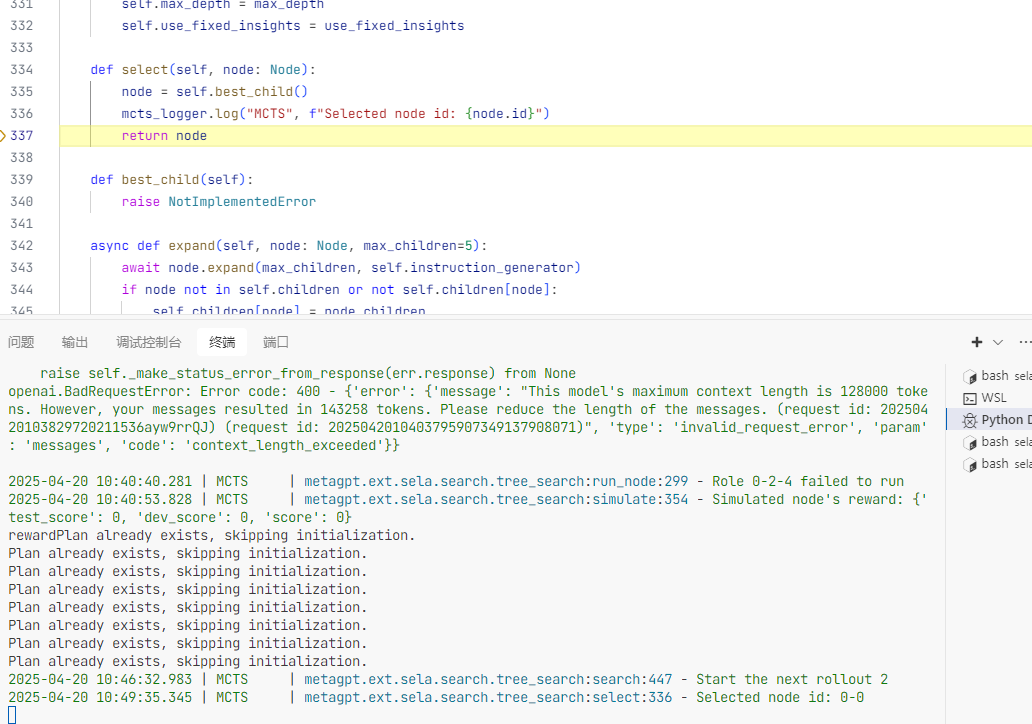 331 self.max_depth = max_depth
332 self.use_fixed_insights = use_fixed_insights
333
334 def select(self, node: Node):
335 node = self.best_child()
336 mcts_logger.log("MCTS", f"Selected node id: {node.id}")
337 return node
338
339 def best_child(self):
340 raise NotImplementedError
341
342 async def expand(self, node: Node, max_children=5):
343 await node.expand(max_children, self.instruction_generator)
344 if node not in self.children or not self.children[node]:
345 self.children[node] = node.children
问题 输出 调试控制台 终端 端口
raise self._make_status_error_from_response(err.response) from None
openai.BadRequestError: Error code: 400 - {'error': {'message': "This model's maximum context length is 128000 toke
ns. However, your messages resulted in 143258 tokens. Please reduce the length of the messages. (request id: 202504
2010382972021​1536ayw9rrQJ) (request id: 20250420104037959073491379080​71)", 'type': 'invalid_request_error', 'param'
: 'messages', 'code': 'context_length_exceeded'}}
2025-04-20 10:40:40.281 | MCTS | metagpt.ext.sela.search.tree_search:run_node:299 - Role 0-2-4 failed to run
2025-04-20 10:40:53.828 | MCTS | metagpt.ext.sela.search.tree_search:simulate:354 - Simulated node's reward: {'
test_score': 0, 'dev_score': 0, 'score': 0}
rewardPlan already exists, skipping initialization.
Plan already exists, skipping initialization.
Plan already exists, skipping initialization.
Plan already exists, skipping initialization.
Plan already exists, skipping initialization.
Plan already exists, skipping initialization.
Plan already exists, skipping initialization.
Plan already exists, skipping initialization.
2025-04-20 10:46:32.983 | MCTS | metagpt.ext.sela.search.tree_search:search:447 - Start the next rollout 2
2025-04-20 10:49:35.345 | MCTS | metagpt.ext.sela.search.tree_search:select:336 - Selected node id: 0-0
bash sela
WSL
Python D
bash sela
bash sela